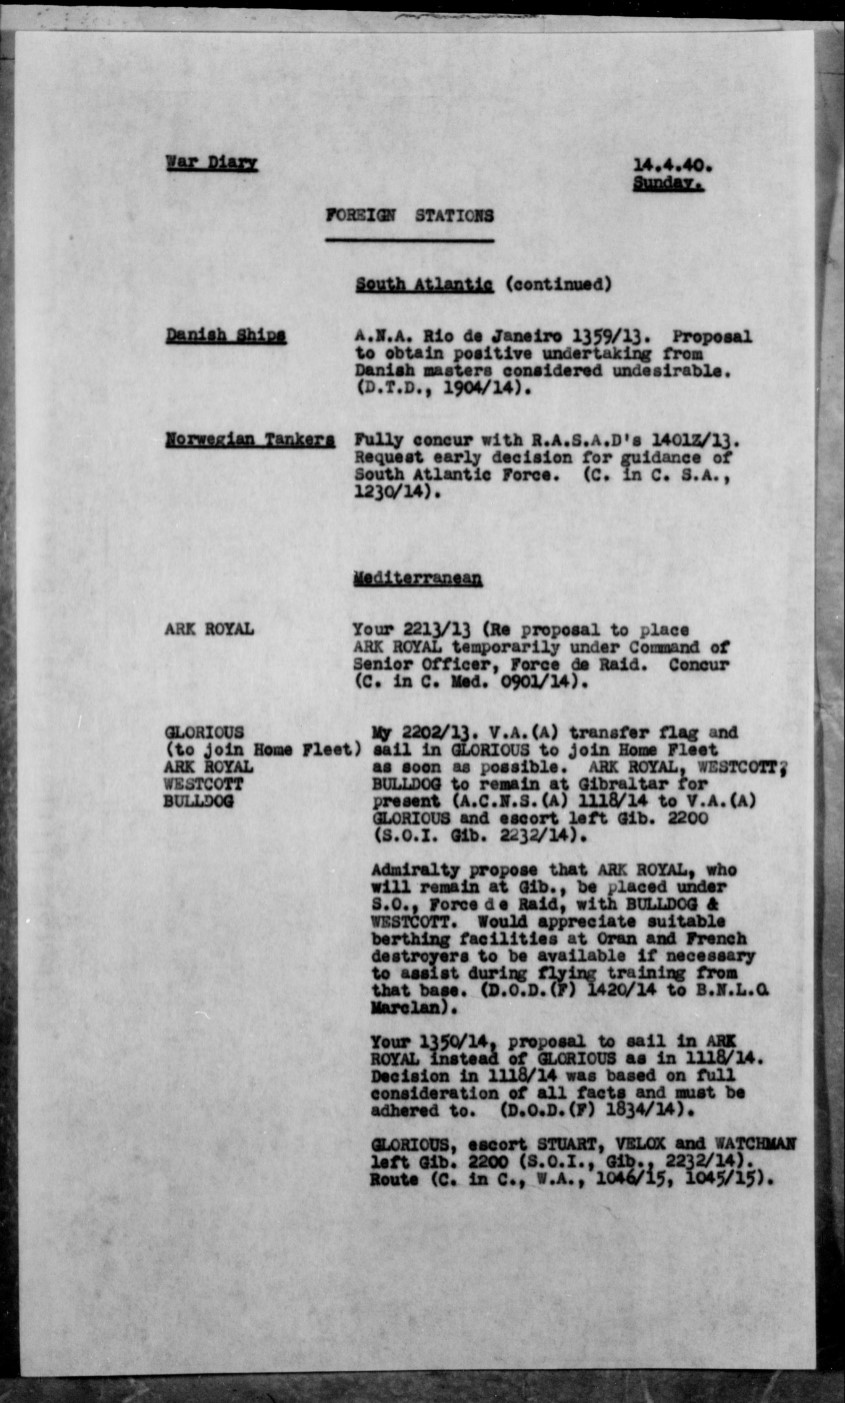 War Diary 14.4.40.
Sunday.
FOREIGN STATIONS
South Atlantic (continued)
Danish Ships A.N.A. Rio de Janeiro 1359/13. Proposal
to obtain positive undertaking from
Danish masters considered undesirable.
(D.T.D., 1904/14).
Norwegian Tankers Fully concur with R.A.S.A.D's 1401Z/13.
Request early decision for guidance of
South Atlantic Force. (C. in C. S.A.,
1230/14).
Mediterranean
ARK ROYAL Your 2213/13 (Re proposal to place
ARK ROYAL temporarily under Command of
Senior Officer, Force de Raid. Concur
(C. in C. Med. 0901/14).
GLORIOUS My 2202/13. V.A.(A) transfer flag and
(to join Home Fleet) sail in GLORIOUS to join Home Fleet
ARK ROYAL as soon as possible. ARK ROYAL, WESTCOTT,
WESTCOTT BULLDOG to remain at Gibraltar for
BULLDOG present (A.C.N.S.(A) 1118/14 to V.A.(A)
GLORIOUS and escort left Gib. 2200
(S.O.I. Gib. 2232/14).
Admiralty propose that ARK ROYAL, who
will remain at Gib., be placed under
S.O., Force de Raid, with BULLDOG &
WESTCOTT. Would appreciate suitable
berthing facilities at Oran and French
destroyers to be available if necessary
to assist during flying training from
that base. (D.O.D.(F) 1420/14 to B.N.L.O
Marclan).
Your 1350/14, proposal to sail in ARK
ROYAL instead of GLORIOUS as in 1118/14.
Decision in 1118/14 was based on full
consideration of all facts and must be
adhered to. (D.O.D.(F) 1834/14).
GLORIOUS, escort STUART, VELOX and WATCHMAN
left Gib. 2200 (S.O.I., Gib., 2232/14).
Route (C. in C., W.A., 1046/15, 1045/15).